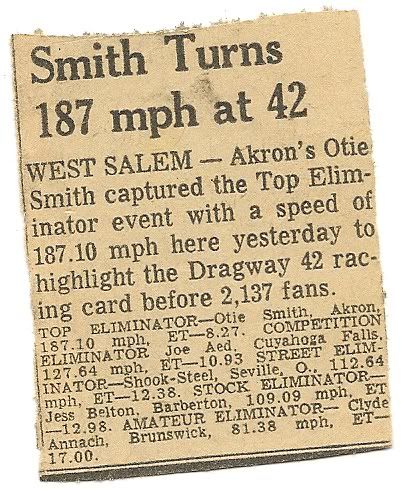 Smith Turns
187 mph at 42
WEST SALEM — Akron's Otie
Smith captured the Top Elim-
inator event with a speed of
187.10 mph here yesterday to
highlight the Dragway 42 rac-
ing card before 2,137 fans.
TOP ELIMINATOR—Otie Smith, Akron,
187.10 mph, ET—8.27. COMPETITION
ELIMINATOR Joe Aed, Cuyahoga Falls,
127.64 mph, ET—10.93 STREET ELIM-
INATOR—Shook-Steel, Seville, O., 112.64
mph, ET—12.38. STOCK ELIMINATOR—
Jess Belton, Barberton, 109.09 mph, ET
—12.98. AMATEUR ELIMINATOR— Clyde
Annach, Brunswick, 81.38 mph, ET—
17.00.